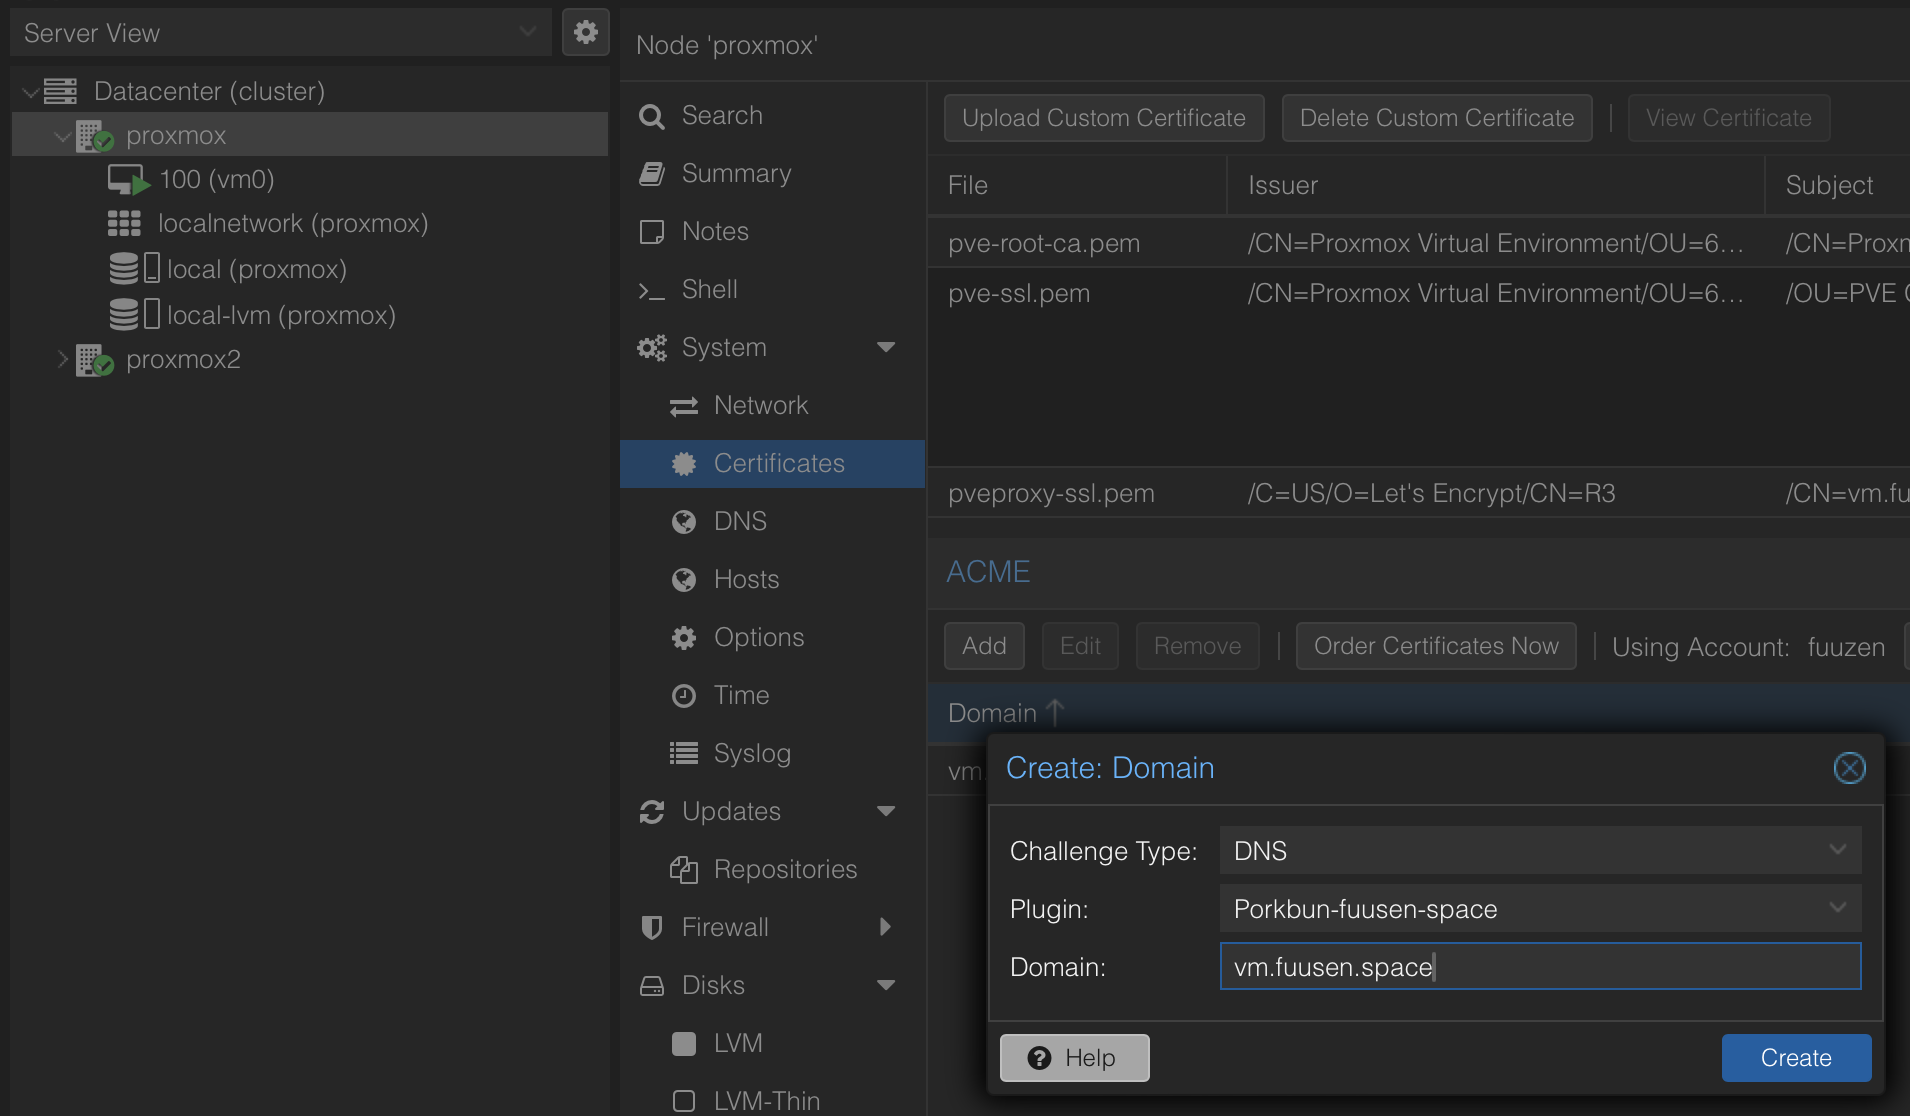 Server View
Datacenter (cluster)
proxmox
100 (vm0)
localnetwork (proxmox)
local (proxmox)
local-lvm (proxmox)
proxmox2
Node 'proxmox'
Search
Summary
Notes
Shell
System
Network
Certificates
DNS
Hosts
Options
Time
Syslog
Updates
Repositories
Firewall
Disks
LVM
LVM-Thin
Upload Custom Certificate Delete Custom Certificate View Certificate
File Issuer Subject
pve-root-ca.pem /CN=Proxmox Virtual Environment/OU=6... /CN=Proxm
pve-ssl.pem /CN=Proxmox Virtual Environment/OU=6... /OU=PVE
pveproxy-ssl.pem /C=US/O=Let's Encrypt/CN=R3 /CN=vm.fu
ACME
Add Edit Remove Order Certificates Now Using Account: fuuzen
Domain ↑
vm.
Create: Domain
Challenge Type: DNS
Plugin: Porkbun-fuusen-space
Domain: vm.fuusen.space
Help Create